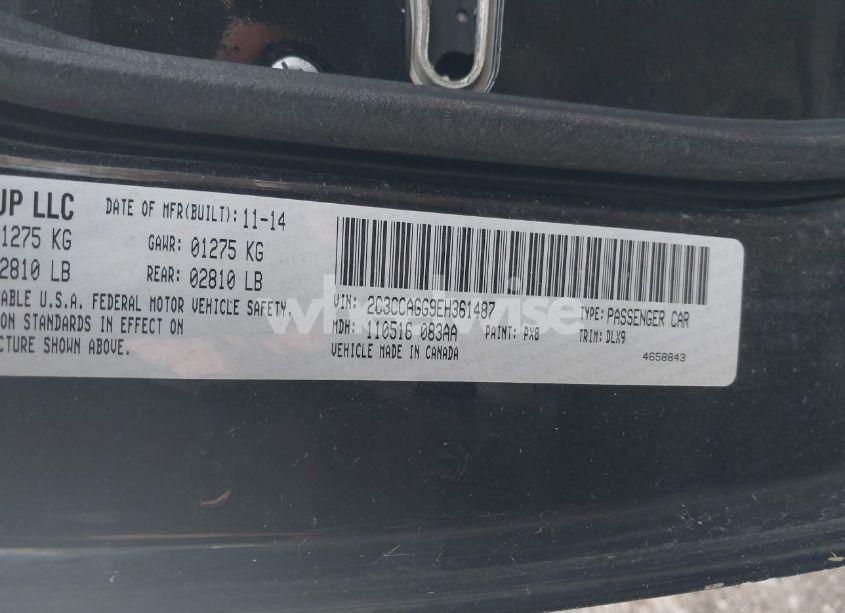 UP LLC DATE OF MFR(BUILT): 11-14
01275 KG GAWR: 01275 KG
02810 LB REAR: 02810 LB
ABLE U.S.A. FEDERAL MOTOR VEHICLE SAFETY.
ON STANDARDS IN EFFECT ON
CTURE SHOWN ABOVE.
VIN: 2C3CCAGG9EH361487 TYPE: PASSENGER CAR
MDH: 110516 083AA PAINT: PX8 TRIM: DLX9
VEHICLE MADE IN CANADA 4658843